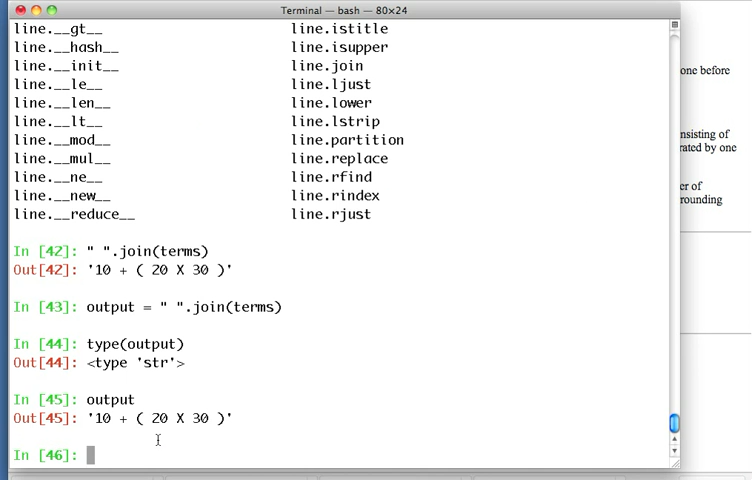 Terminal — bash — 80×24
line.__gt__ line.istitle
line.__hash__ line.isupper
line.__init__ line.join
line.__le__ line.ljust
line.__len__ line.lower
line.__lt__ line.lstrip
line.__mod__ line.partition
line.__mul__ line.replace
line.__ne__ line.rfind
line.__new__ line.rindex
line.__reduce__ line.rjust
In [42]: " ".join(terms)
Out[42]: '10 + ( 20 X 30 )'
In [43]: output = " ".join(terms)
In [44]: type(output)
Out[44]: <type 'str'>
In [45]: output
Out[45]: '10 + ( 20 X 30 )'
In [46]:
one before
nsisting of
rated by one
er of
rounding